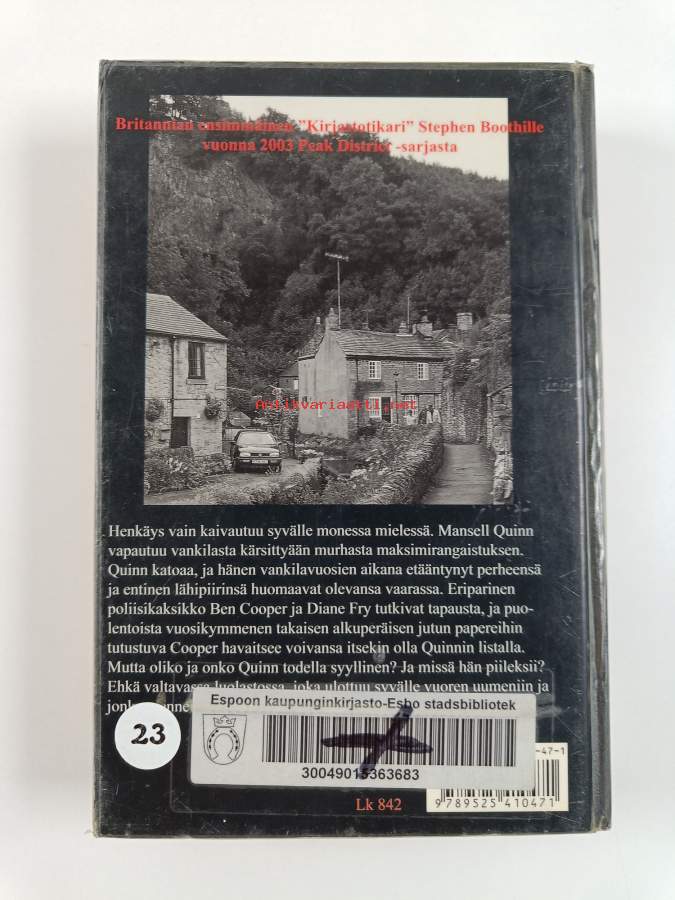 Britannian ensimmäinen "Kirjastotikari" Stephen Boothille
vuonna 2003 Peak District -sarjasta
Antikvariaatti.net
Henkäys vain kaivautuu syvälle monessa mielessä. Mansell Quinn
vapautuu vankilasta kärsittyään murhasta maksimirangaistuksen.
Quinn katoaa, ja hänen vankilavuosien aikana etääntynyt perheensä
ja entinen lähipiirinsä huomaavat olevansa vaarassa. Eriparinen
poliisikaksikko Ben Cooper ja Diane Fry tutkivat tapausta, ja puo-
lentoista vuosikymmenen takaisen alkuperäisen jutun papereihin
tutustuva Cooper havaitsee voivansa itsekin olla Quinnin listalla.
Mutta oliko ja onko Quinn todella syyllinen? Ja missä hän piileksii?
Ehkä valtavassa luolastossa, joka ulottuu syvälle vuoren uumeniin ja
Espoon kaupunginkirjasto-Esbo stadsbibliotek
23
30049015363683
-47-1
Lk 842
9789525410471